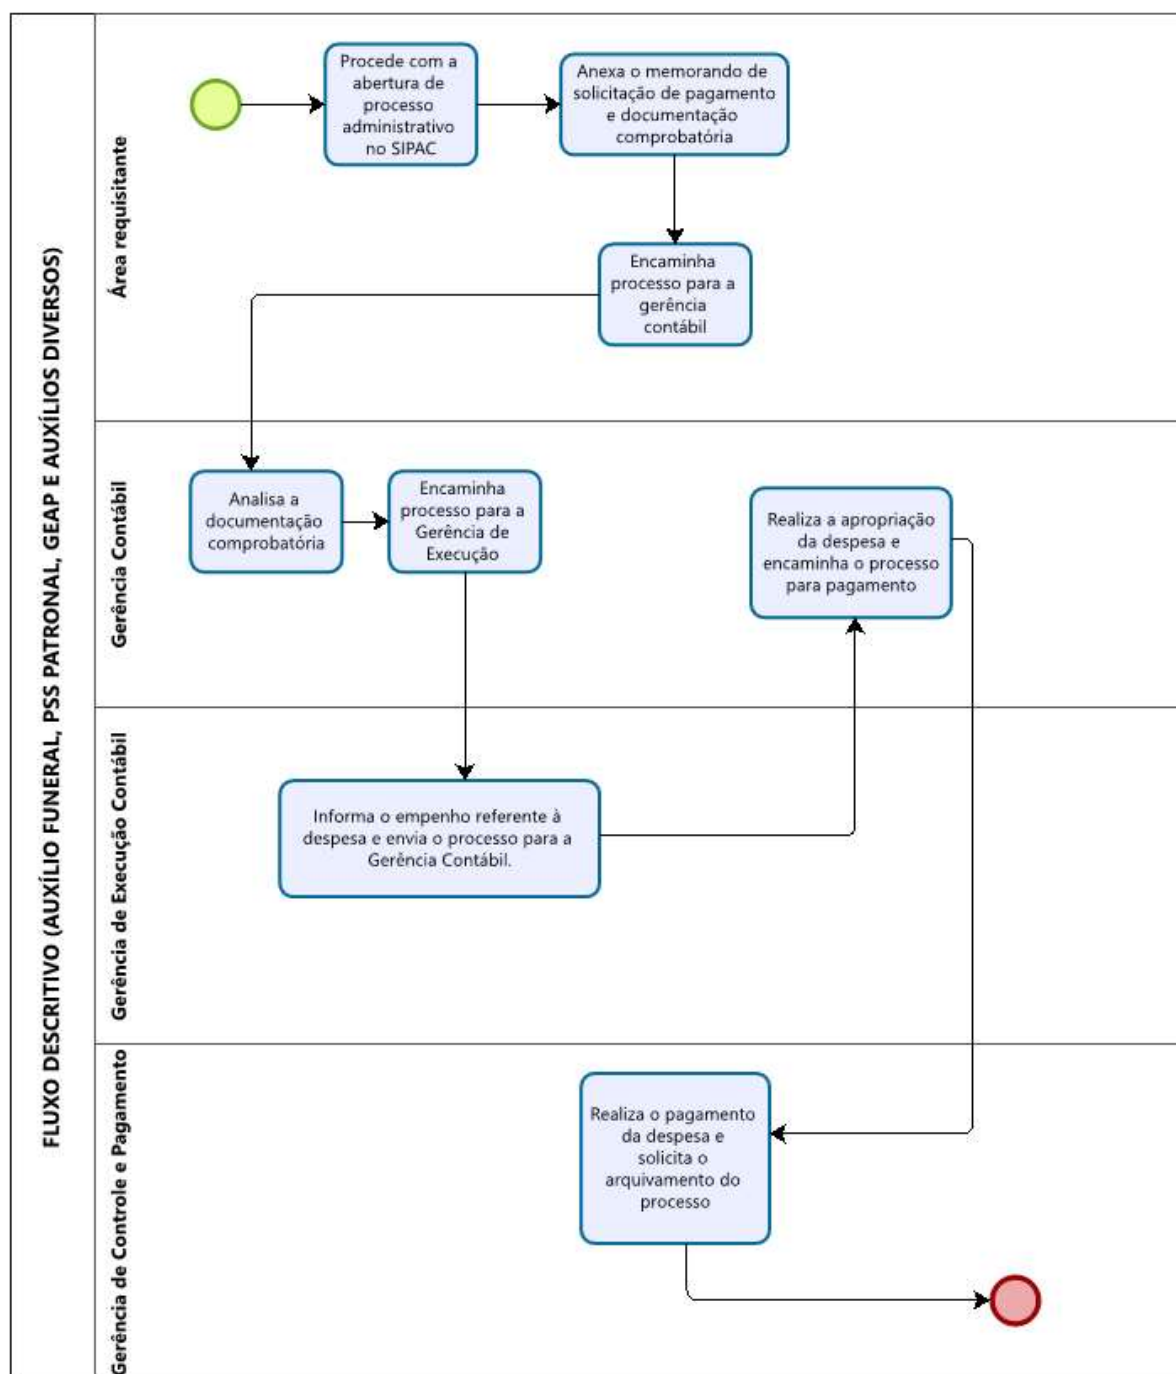 FLUXO DESCRITIVO (AUXÍLIO FUNERAL, PSS PATRONAL, GEAP E AUXÍLIOS DIVERSOS)
Área requisitante
Procede com a
abertura de
processo
administrativo
no SIPAC
Anexa o memorando de
solicitação de pagamento
e documentação
comprobatória
Encaminha
processo para a
gerência
contábil
Gerência Contábil
Analisa a
documentação
comprobatória
Encaminha
processo para a
Gerência de
Execução
Realiza a apropriação
da despesa e
encaminha o processo
para pagamento
Gerência de Execução Contábil
Informa o empenho referente à
despesa e envia o processo para a
Gerência Contábil.
Gerência de Controle e Pagamento
Realiza o pagamento
da despesa e
solicita o
arquivamento do
processo